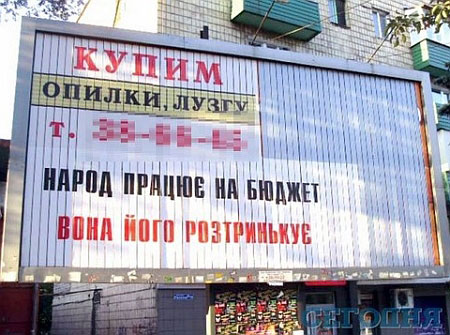 КУПИМ
ОПИЛКИ, ЛУЗГУ
т.
НАРОД ПРАЦЮЄ НА БЮДЖЕТ
ВОНА ЙОГО РОЗТРИНЬКУЄ
СЕГОДНЯ